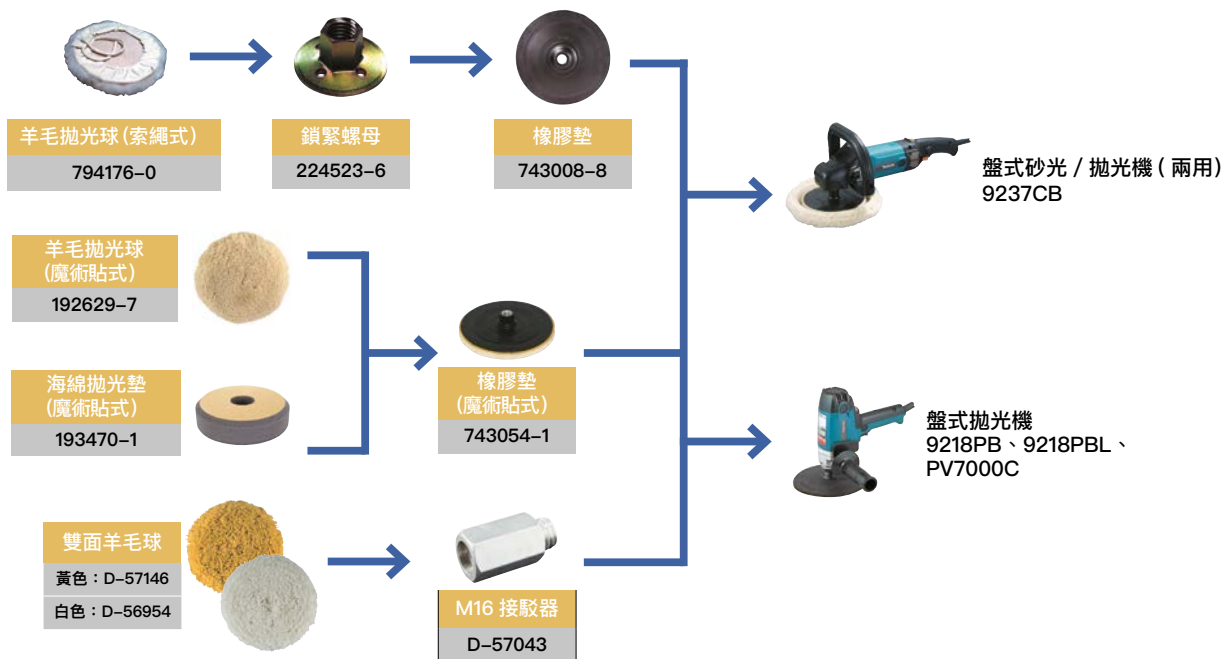 羊毛拋光球(索繩式)
794176-0
鎖緊螺母
224523-6
橡膠墊
743008-8
盤式砂光 / 拋光機 ( 兩用)
9237CB
羊毛拋光球
(魔術貼式)
192629-7
海綿拋光墊
(魔術貼式)
193470-1
橡膠墊
(魔術貼式)
743054-1
盤式拋光機
9218PB、9218PBL、
PV7000C
雙面羊毛球
黃色：D-57146
白色：D-56954
M16 接駁器
D-57043